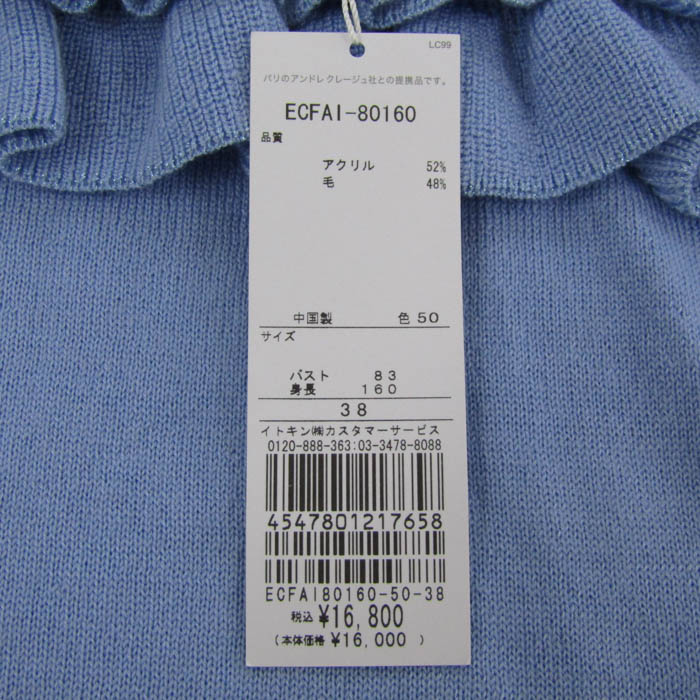 LC99
パリのアンドレ クレージュ社との提携品です。
ECFAI-80160
品質
アクリル 52%
毛 48%
中国製 色 50
サイズ
バスト 83
身長 160
38
イトキン㈱カスタマーサービス
0120-888-363:03-3478-8088
4547801217658
ECFAI80160-50-38
税込 ¥16,800
(本体価格 ¥16,000)